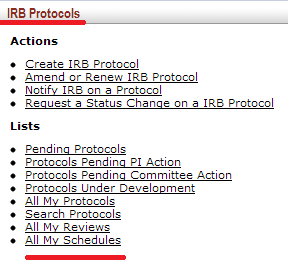 IRB Protocols
Actions
Create IRB Protocol
Amend or Renew IRB Protocol
Notify IRB on a Protocol
Request a Status Change on a IRB Protocol
Lists
Pending Protocols
Protocols Pending PI Action
Protocols Pending Committee Action
Protocols Under Development
All My Protocols
Search Protocols
All My Reviews
All My Schedules